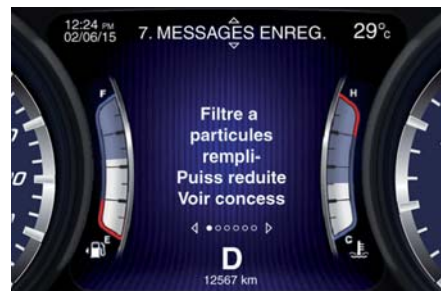 12:24 PM
02/06/15
7. MESSAGES ENREG.
29°C
F
H
Filtre a
particules
rempli-
Puiss reduite
Voir concess
E
C
D
12567 km